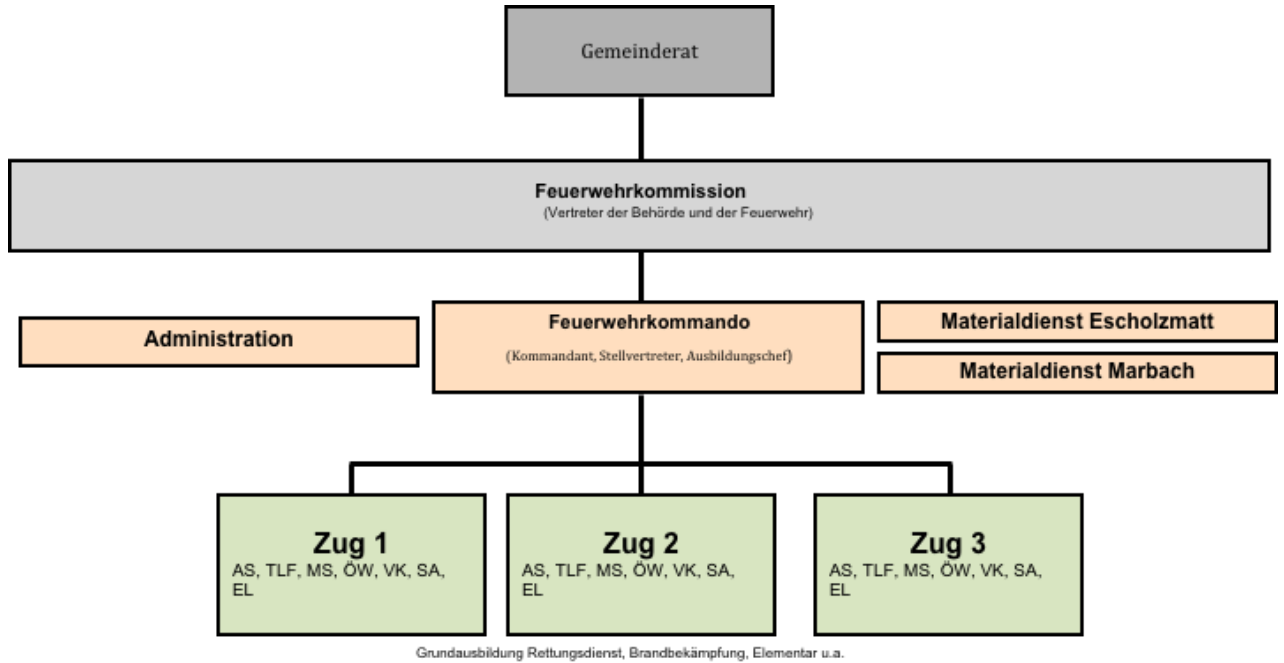 Gemeinderat
Feuerwehrkommission
(Vertreter der Behörde und der Feuerwehr)
Administration
Feuerwehrkommando
(Kommandant, Stellvertreter, Ausbildungschef)
Materialdienst Escholzmatt
Materialdienst Marbach
Zug 1
AS, TLF, MS, ÖW, VK, SA,
EL
Zug 2
AS, TLF, MS, ÖW, VK, SA,
EL
Zug 3
AS, TLF, MS, ÖW, VK, SA,
EL
Grundausbildung Rettungsdienst, Brandbekämpfung, Elementar u.a.